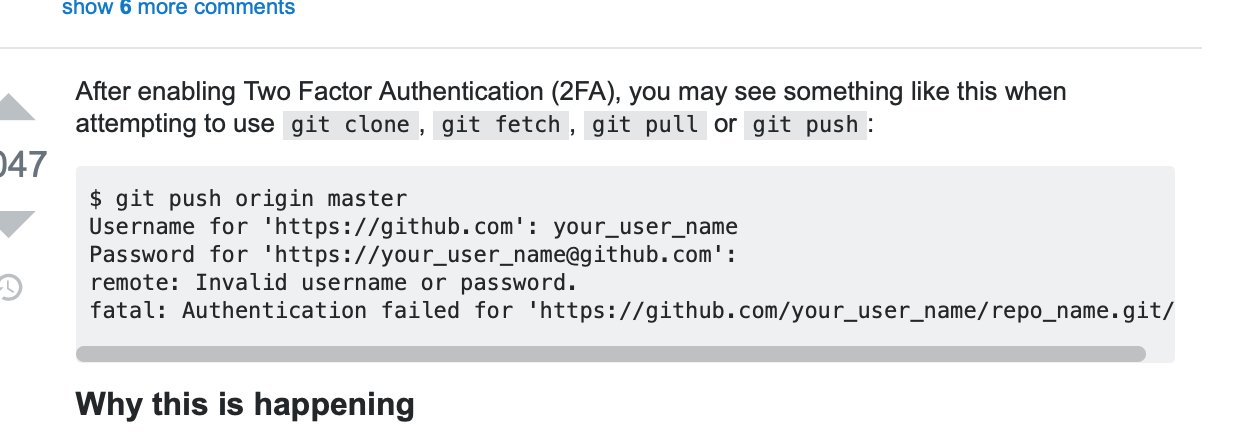 show 6 more comments
After enabling Two Factor Authentication (2FA), you may see something like this when
attempting to use git clone, git fetch, git pull or git push:
047
$ git push origin master
Username for 'https://github.com': your_user_name
Password for 'https://your_user_name@github.com':
remote: Invalid username or password.
fatal: Authentication failed for 'https://github.com/your_user_name/repo_name.git/
Why this is happening